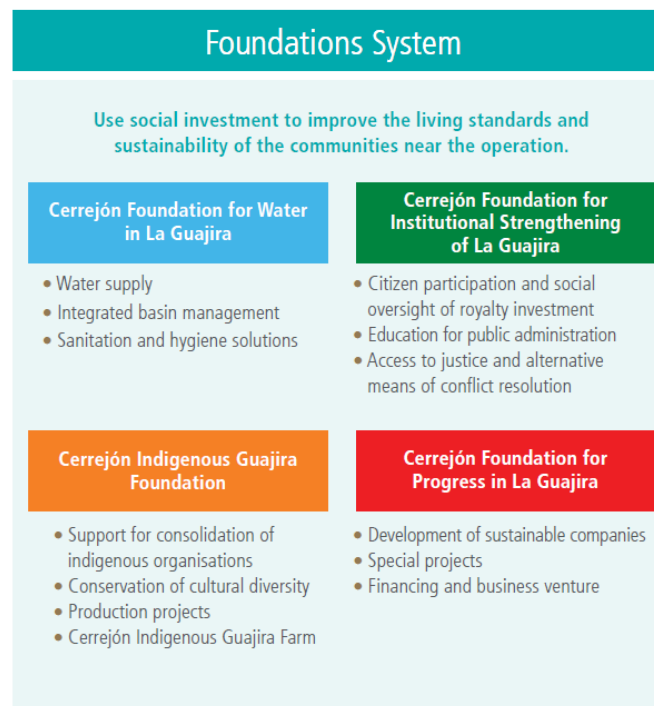 Foundations System
Use social investment to improve the living standards and
sustainability of the communities near the operation.
Cerrejón Foundation for Water
in La Guajira
• Water supply
• Integrated basin management
• Sanitation and hygiene solutions
Cerrejón Foundation for
Institutional Strengthening
of La Guajira
• Citizen participation and social
oversight of royalty investment
• Education for public administration
• Access to justice and alternative
means of conflict resolution
Cerrejón Indigenous Guajira
Foundation
• Support for consolidation of
indigenous organisations
• Conservation of cultural diversity
• Production projects
• Cerrejón Indigenous Guajira Farm
Cerrejón Foundation for
Progress in La Guajira
• Development of sustainable companies
• Special projects
• Financing and business venture